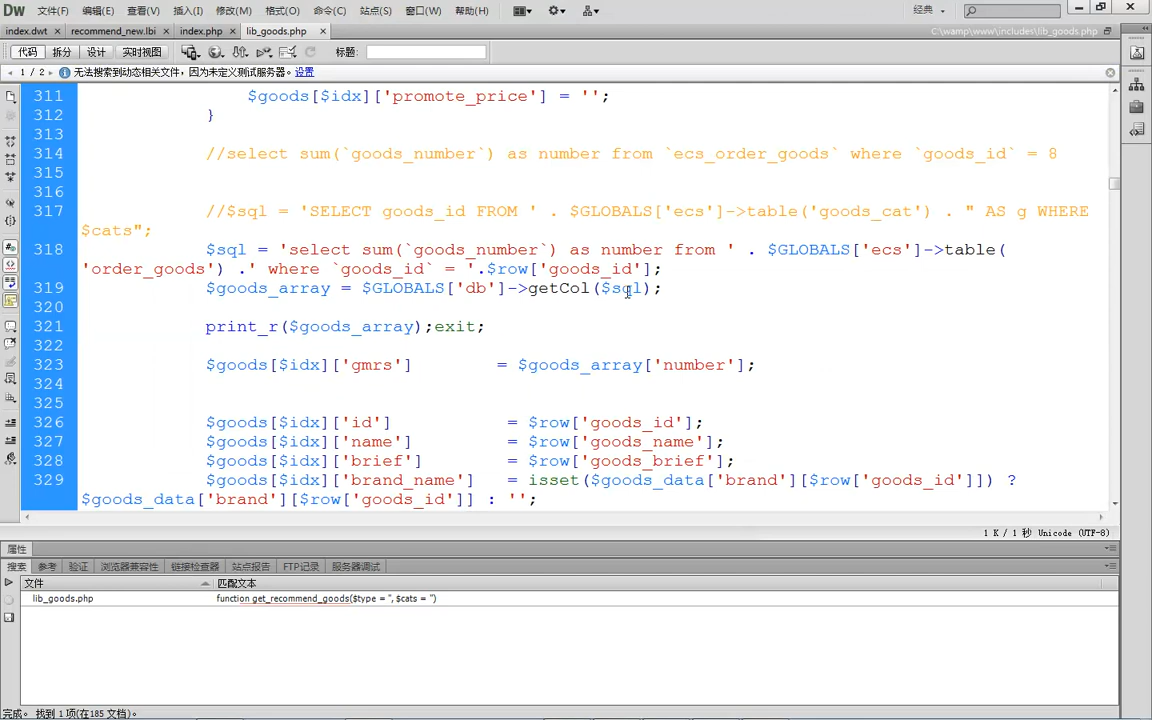 Dw 文件(F) 编辑(E) 查看(V) 插入(I) 修改(M) 格式(O) 命令(C) 站点(S) 窗口(W) 帮助(H) 经典
index.dwt × recommend_new.lbi × index.php × lib_goods.php × C:\wamp\www\includes\lib_goods.php
代码 拆分 设计 实时视图 标题:
1 / 2 无法搜索到动态相关文件，因为未定义测试服务器。 设置
311 $goods[$idx]['promote_price'] = '';
312 }
313
314 //select sum(`goods_number`) as number from `ecs_order_goods` where `goods_id` = 8
315
316
317 //$sql = 'SELECT goods_id FROM ' . $GLOBALS['ecs']->table('goods_cat') . " AS g WHERE
$cats";
318 $sql = 'select sum(`goods_number`) as number from ' . $GLOBALS['ecs']->table(
'order_goods') .' where `goods_id` = '.$row['goods_id'];
319 $goods_array = $GLOBALS['db']->getCol($sql);
320
321 print_r($goods_array);exit;
322
323 $goods[$idx]['gmrs'] = $goods_array['number'];
324
325
326 $goods[$idx]['id'] = $row['goods_id'];
327 $goods[$idx]['name'] = $row['goods_name'];
328 $goods[$idx]['brief'] = $row['goods_brief'];
329 $goods[$idx]['brand_name'] = isset($goods_data['brand'][$row['goods_id']]) ?
$goods_data['brand'][$row['goods_id']] : '';
1 K / 1 秒 Unicode (UTF-8)
属性
搜索 参考 验证 浏览器兼容性 链接检查器 站点报告 FTP记录 服务器调试
文件 匹配文本
lib_goods.php function get_recommend_goods($type = '', $cats = '')
完成。 找到 1 项(在185 文档)。